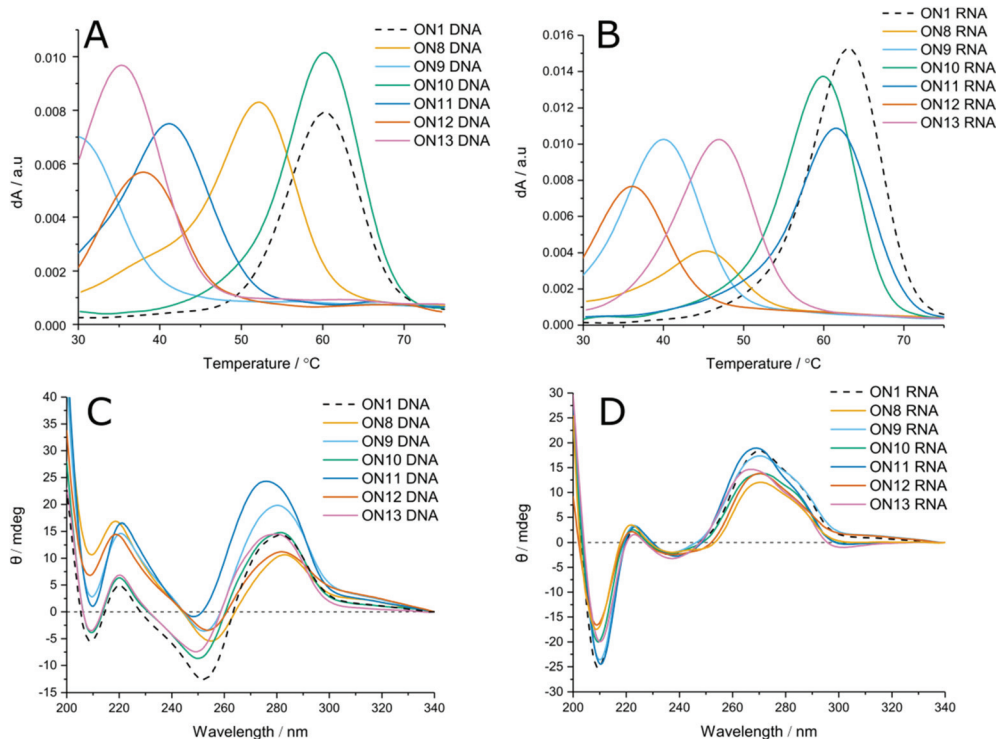 A
ON1 DNA
ON8 DNA
ON9 DNA
ON10 DNA
ON11 DNA
ON12 DNA
ON13 DNA
dA / a.u
0.010
0.008
0.006
0.004
0.002
0.000
30 40 50 60 70
Temperature / °C
B
ON1 RNA
ON8 RNA
ON9 RNA
ON10 RNA
ON11 RNA
ON12 RNA
ON13 RNA
dA / a.u
0.016
0.014
0.012
0.010
0.008
0.006
0.004
0.002
0.000
30 40 50 60 70
Temperature / °C
C
ON1 DNA
ON8 DNA
ON9 DNA
ON10 DNA
ON11 DNA
ON12 DNA
ON13 DNA
θ / mdeg
40
35
30
25
20
15
10
5
0
-5
-10
-15
200 220 240 260 280 300 320 340
Wavelength / nm
D
ON1 RNA
ON8 RNA
ON9 RNA
ON10 RNA
ON11 RNA
ON12 RNA
ON13 RNA
θ / mdeg
30
25
20
15
10
5
0
-5
-10
-15
-20
-25
-30
200 220 240 260 280 300 320 340
Wavelength / nm